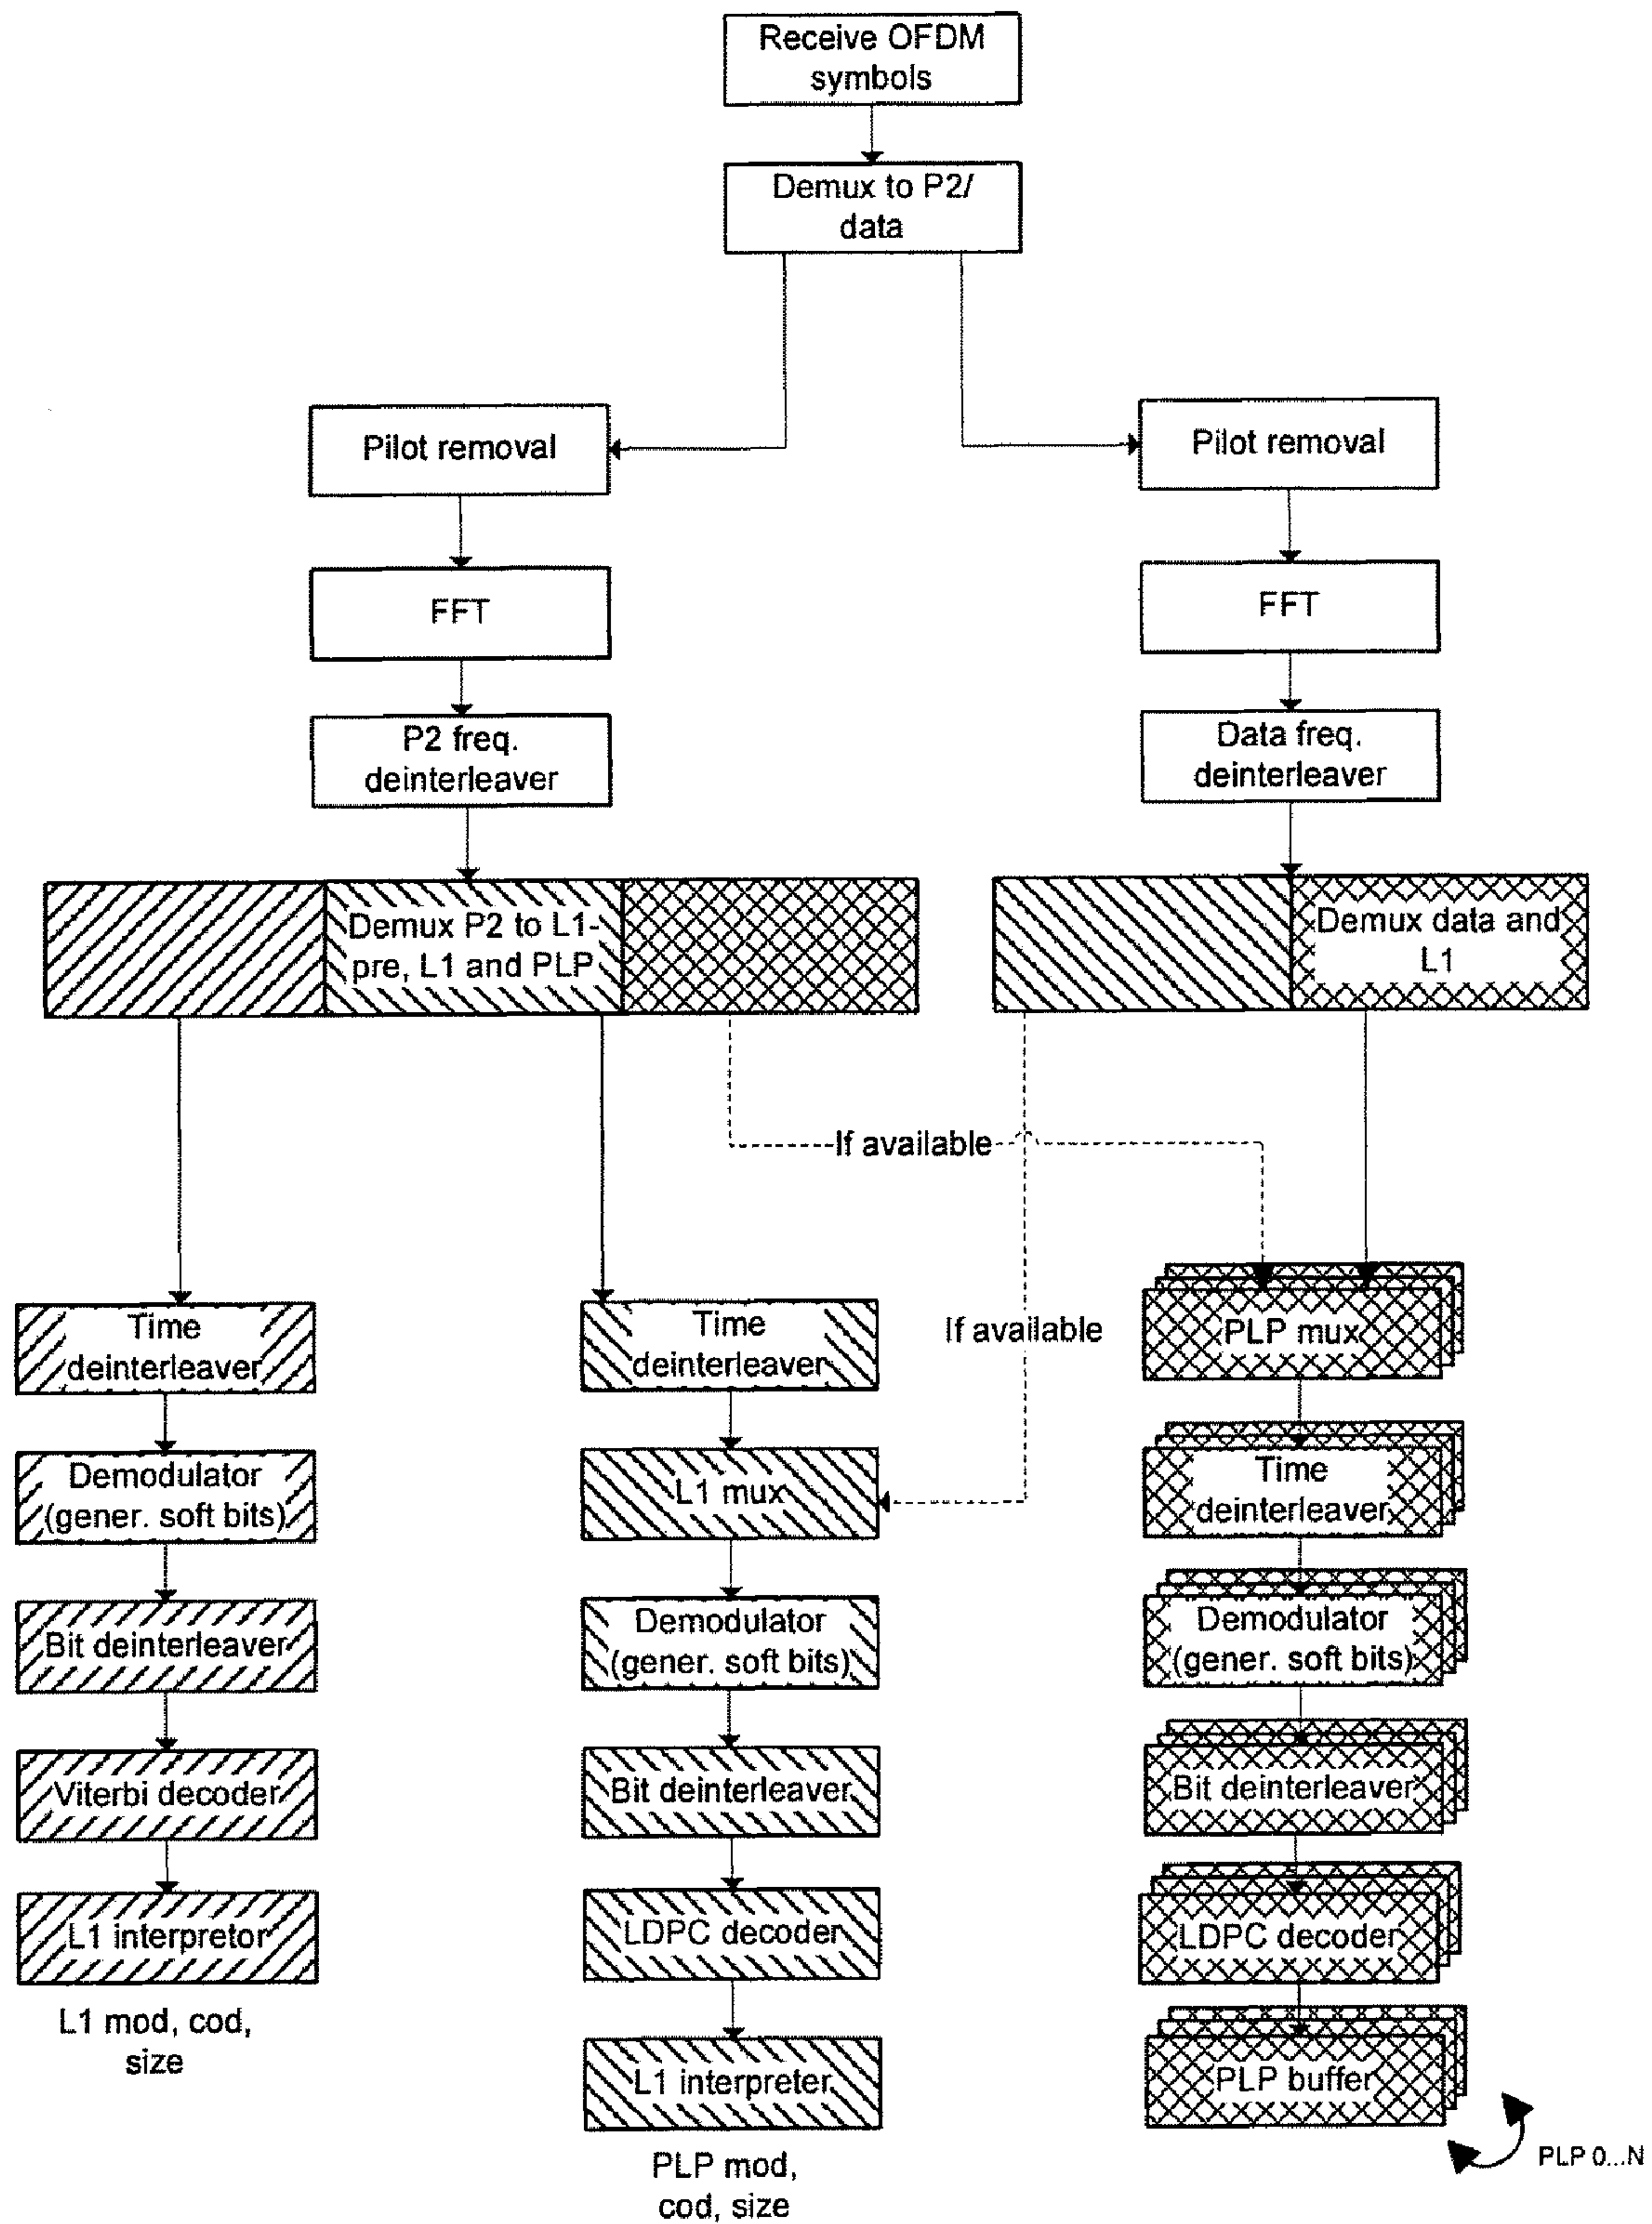 Receive OFDM
symbols
Demux to P2/
data
Pilot removal
Pilot removal
FFT
FFT
P2 freq.
deinterleaver
Data freq.
deinterleaver
Demux P2 to L1-
pre, L1 and PLP
Demux data and
L1
If available
If available
Time
deinterleaver
Demodulator
(gener. soft bits)
Bit deinterleaver
Viterbi decoder
L1 interpretor
L1 mod, cod,
size
Time
deinterleaver
L1 mux
Demodulator
(gener. soft bits)
Bit deinterleaver
LDPC decoder
L1 interpreter
PLP mod,
cod, size
PLP mux
Time
deinterleaver
Demodulator
(gener. soft bits)
Bit deinterleaver
LDPC decoder
PLP buffer
PLP 0...N